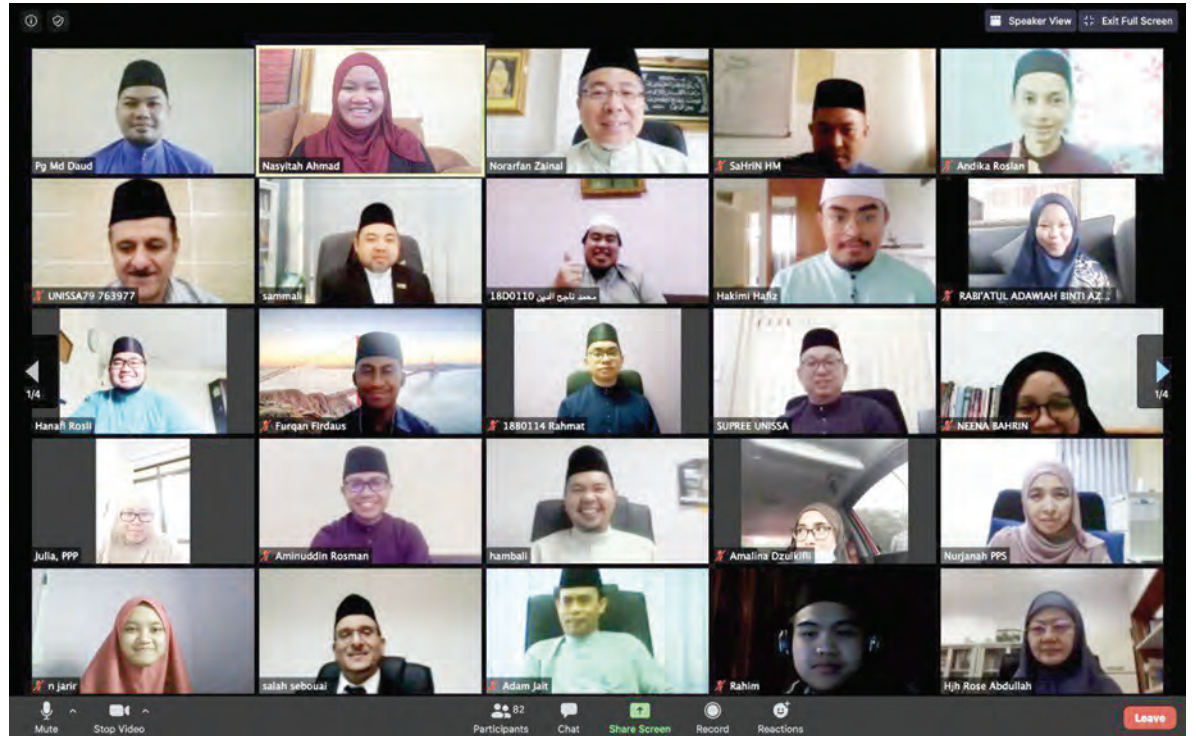 Speaker View
Exit Full Screen
Pg Md Daud
Nasyitah Ahmad
Norarfan Zainal
SaHriN HM
Andika Roslan
UNISSA79 763977
sammali
18D0110 محمد ناجح الدين
Hakimi Hafiz
RABI'ATUL ADAWIAH BINTI AZ...
1/4
1/4
Hanafi Rosli
Furqan Firdaus
18B0114 Rahmat
SUPREE UNISSA
NEENA BAHRIN
Julia, PPP
Aminuddin Rosman
hambali
Amalina Dzulkifli
Nurjanah PPS
n jarir
salah sebouai
Adam Jait
Rahim
Hjh Rose Abdullah
Mute
Stop Video
82
Participants
Chat
Share Screen
Record
Reactions
Leave